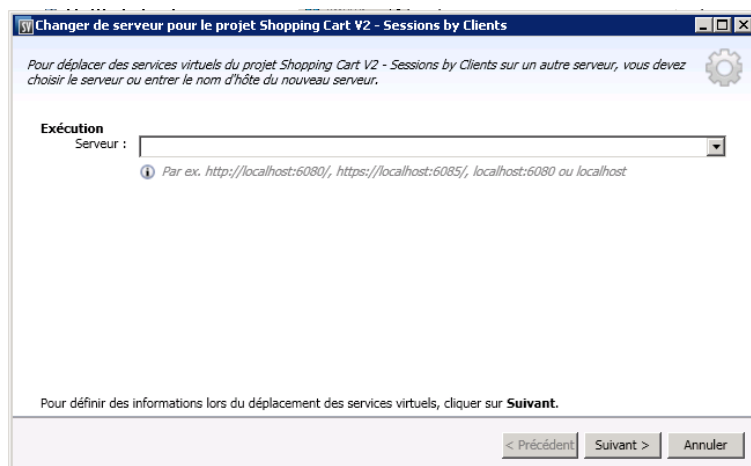 SV Changer de serveur pour le projet Shopping Cart V2 - Sessions by Clients
Pour déplacer des services virtuels du projet Shopping Cart V2 - Sessions by Clients sur un autre serveur, vous devez
choisir le serveur ou entrer le nom d'hôte du nouveau serveur.
Exécution
Serveur :
Par ex. http://localhost:6080/, https://localhost:6085/, localhost:6080 ou localhost
Pour définir des informations lors du déplacement des services virtuels, cliquer sur Suivant.
< Précédent Suivant > Annuler